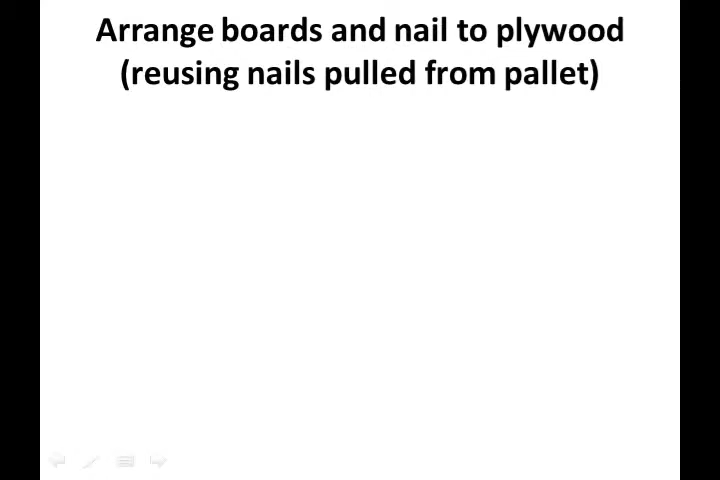 Arrange boards and nail to plywood
(reusing nails pulled from pallet)